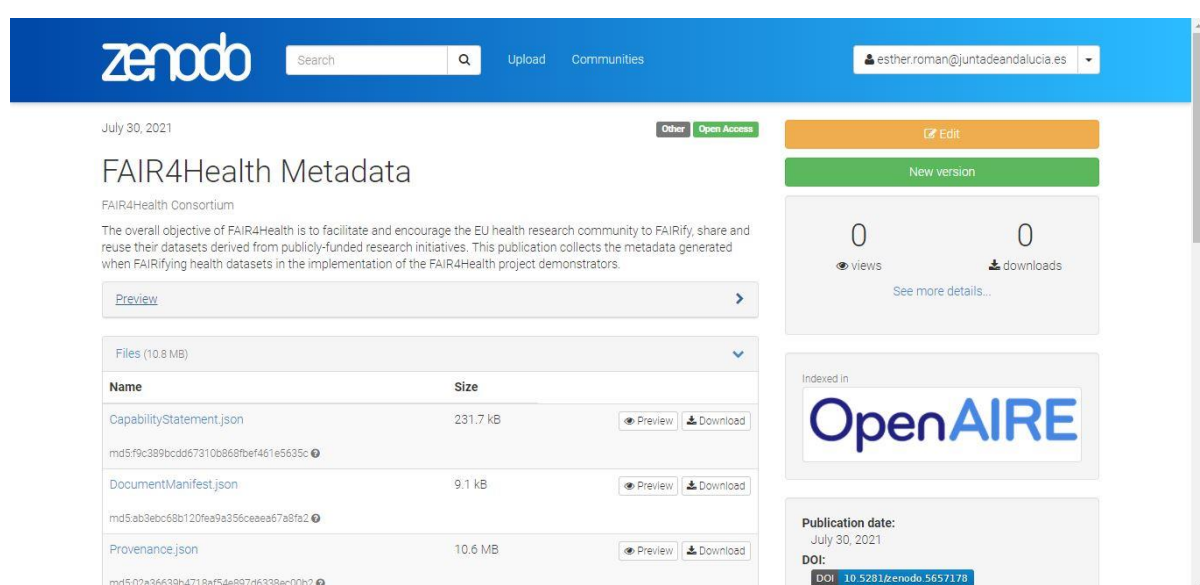 zenodo
Search
Upload
Communities
esther.roman@juntadeandalucia.es
July 30, 2021
Other
Open Access
FAIR4Health Metadata
FAIR4Health Consortium
The overall objective of FAIR4Health is to facilitate and encourage the EU health research community to FAIRify, share and
reuse their datasets derived from publicly-funded research initiatives. This publication collects the metadata generated
when FAIRifying health datasets in the implementation of the FAIR4Health project demonstrators.
Preview
Files (10.8 MB)
Name Size
CapabilityStatement.json 231.7 kB Preview Download
md5:f9c389bcdd67310b868fbef461e5635c
DocumentManifest.json 9.1 kB Preview Download
md5:ab3ebc68b120fea9a356ceaea67a8fa2
Provenance.json 10.6 MB Preview Download
md5:02a36639b4718af54e897d6338ec00b2
Edit
New version
0 0
views downloads
See more details...
Indexed in
OpenAIRE
Publication date:
July 30, 2021
DOI:
DOI 10.5281/zenodo.5657178